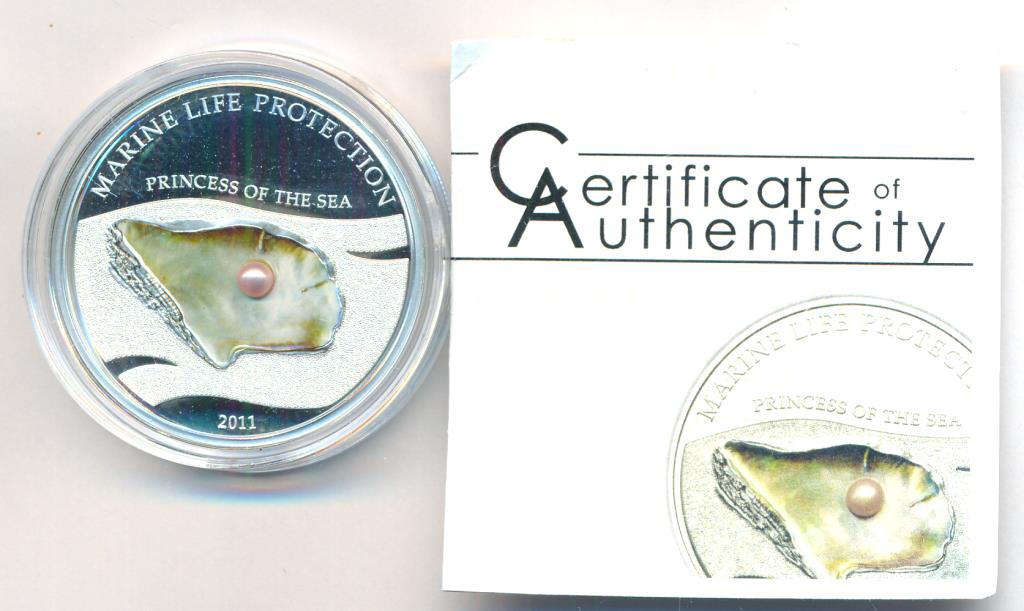 MARINE LIFE PROTECTION
PRINCESS OF THE SEA
2011
Certificate of
Authenticity
MARINE LIFE PROTEC
PRINCESS OF THE SEA